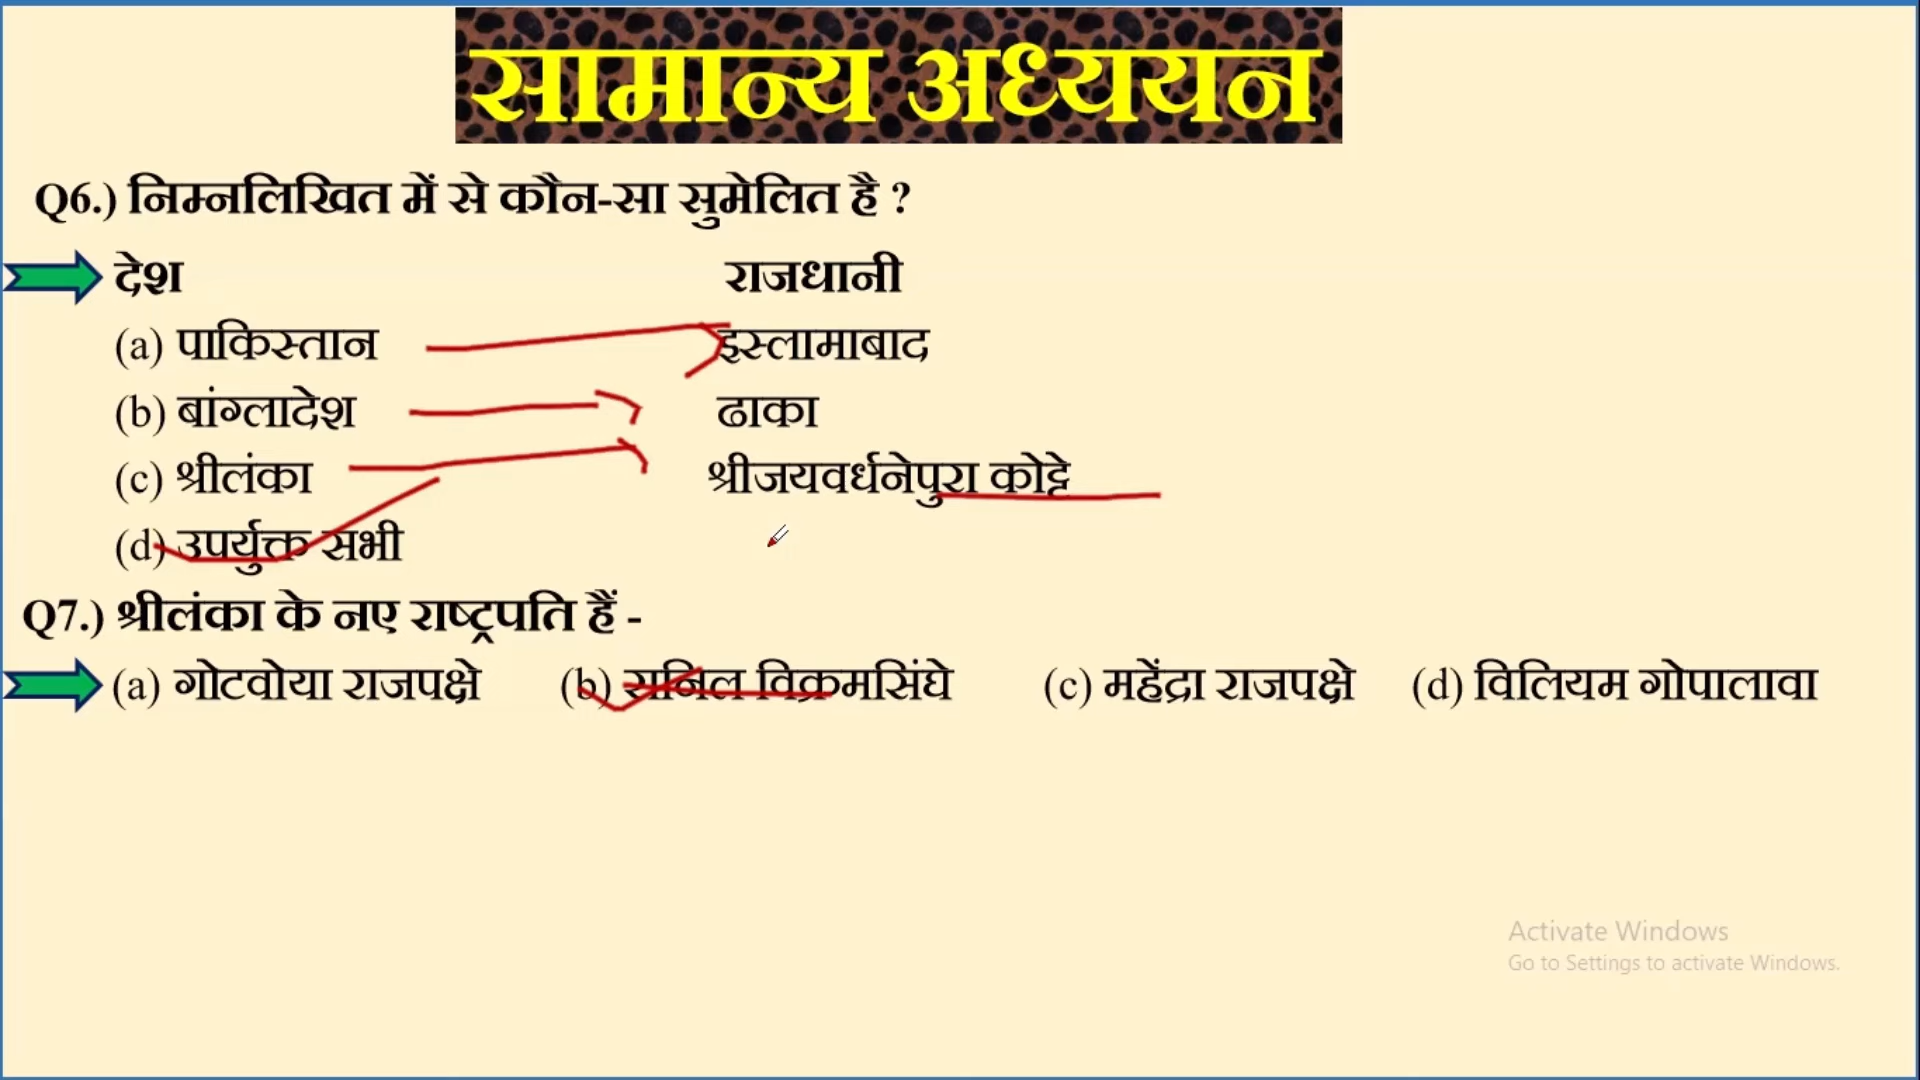 सामान्य अध्ययन
Q6.) निम्नलिखित में से कौन-सा सुमेलित है ?
देश राजधानी
(a) पाकिस्तान इस्लामाबाद
(b) बांग्लादेश ढाका
(c) श्रीलंका श्रीजयवर्धनेपुरा कोट्टे
(d) उपर्युक्त सभी
Q7.) श्रीलंका के नए राष्ट्रपति हैं -
(a) गोटवोया राजपक्षे (b) रानिल विक्रमसिंघे (c) महेंद्रा राजपक्षे (d) विलियम गोपालावा
Activate Windows
Go to Settings to activate Windows.